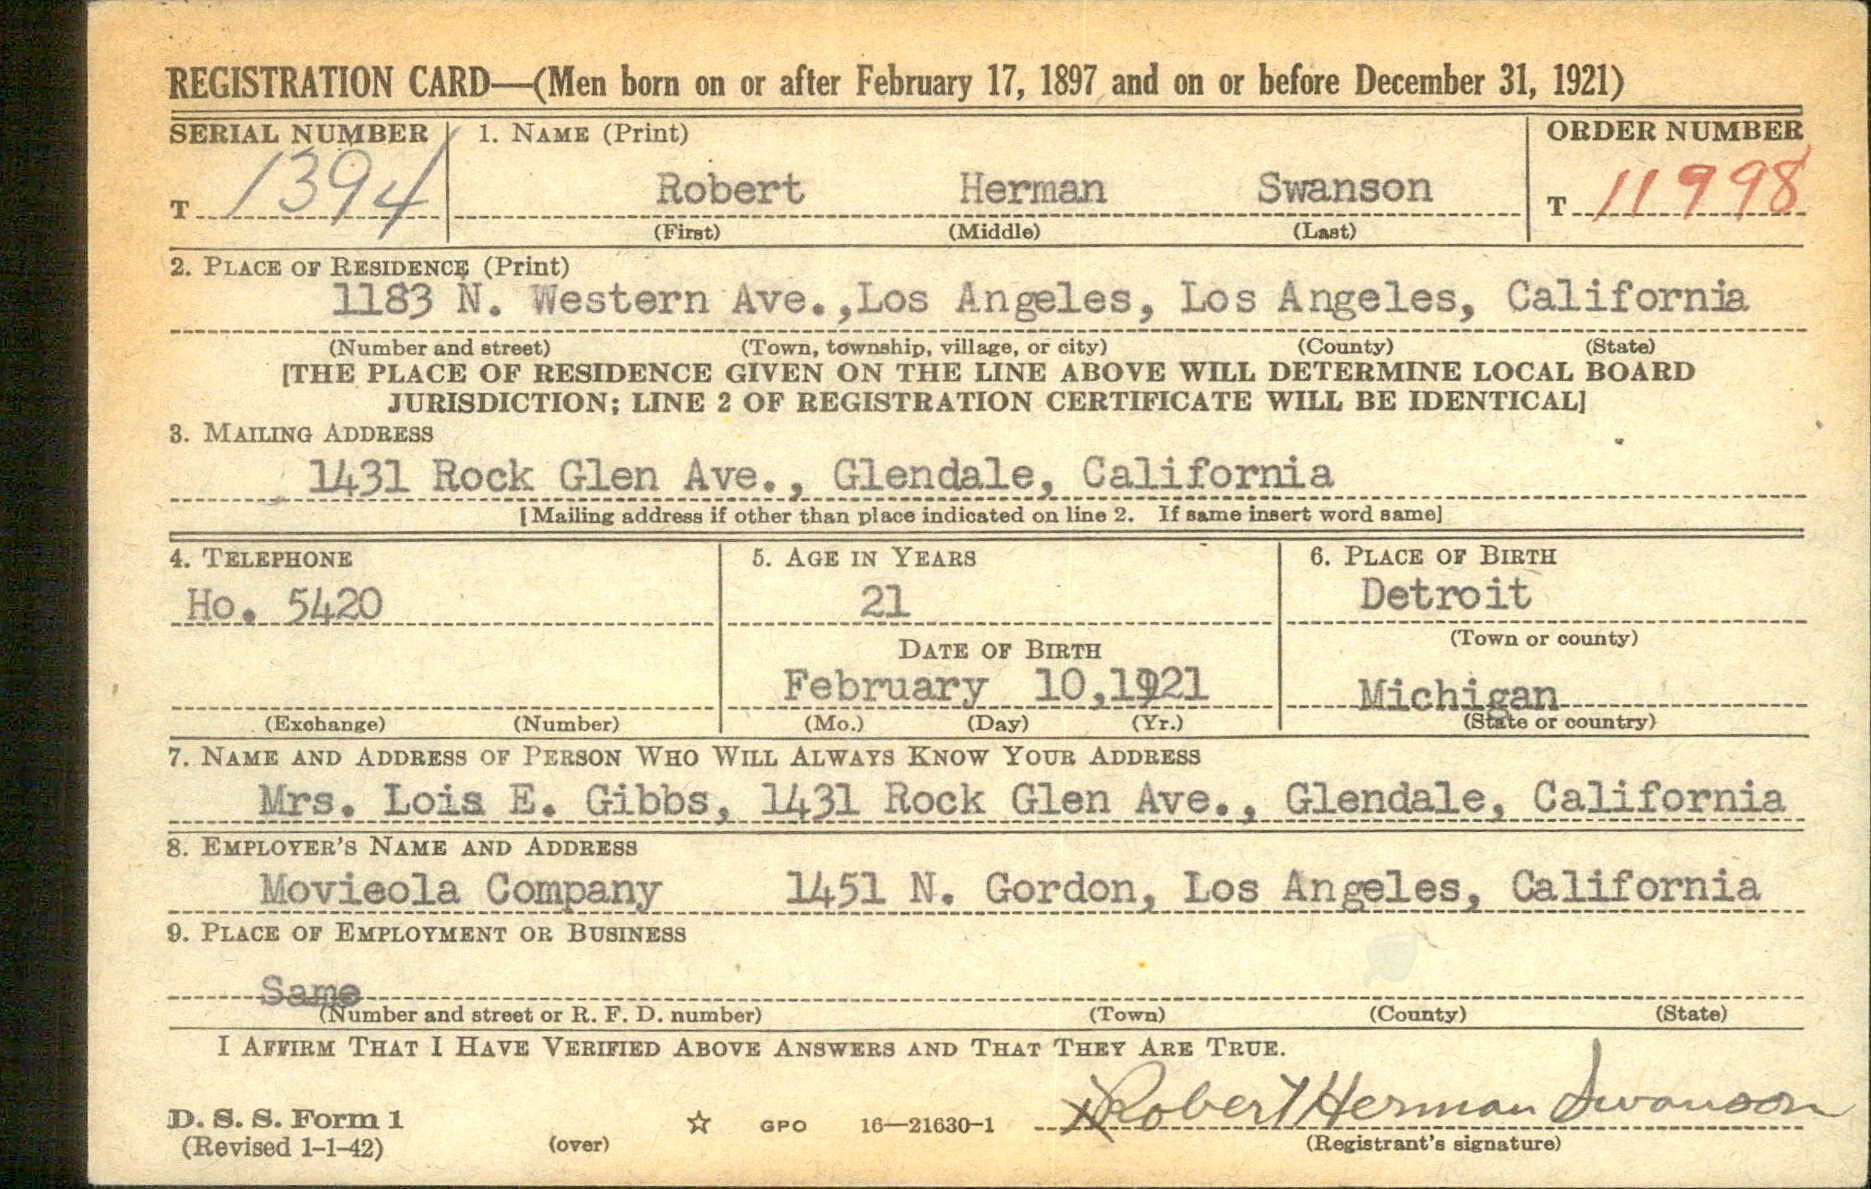 REGISTRATION CARD—(Men born on or after February 17, 1897 and on or before December 31, 1921)
SERIAL NUMBER 1. NAME (Print) ORDER NUMBER
T 1394 Robert Herman Swanson T 11998
(First) (Middle) (Last)
2. PLACE OF RESIDENCE (Print)
1183 N. Western Ave.,Los Angeles, Los Angeles, California
(Number and street) (Town, township, village, or city) (County) (State)
[THE PLACE OF RESIDENCE GIVEN ON THE LINE ABOVE WILL DETERMINE LOCAL BOARD
JURISDICTION; LINE 2 OF REGISTRATION CERTIFICATE WILL BE IDENTICAL]
3. MAILING ADDRESS
1431 Rock Glen Ave., Glendale, California
[Mailing address if other than place indicated on line 2. If same insert word same]
4. TELEPHONE 5. AGE IN YEARS 6. PLACE OF BIRTH
Ho. 5420 21 Detroit
(Town or county)
DATE OF BIRTH
February 10,1921 Michigan
(Exchange) (Number) (Mo.) (Day) (Yr.) (State or country)
7. NAME AND ADDRESS OF PERSON WHO WILL ALWAYS KNOW YOUR ADDRESS
Mrs. Lois E. Gibbs, 1431 Rock Glen Ave., Glendale, California
8. EMPLOYER'S NAME AND ADDRESS
Movieola Company 1451 N. Gordon, Los Angeles, California
9. PLACE OF EMPLOYMENT OR BUSINESS
Same
(Number and street or R. F. D. number) (Town) (County) (State)
I AFFIRM THAT I HAVE VERIFIED ABOVE ANSWERS AND THAT THEY ARE TRUE.
D. S. S. Form 1 ☆ GPO 16—21630-1 X Robert Herman Swanson
(Revised 1-1-42) (over) (Registrant's signature)